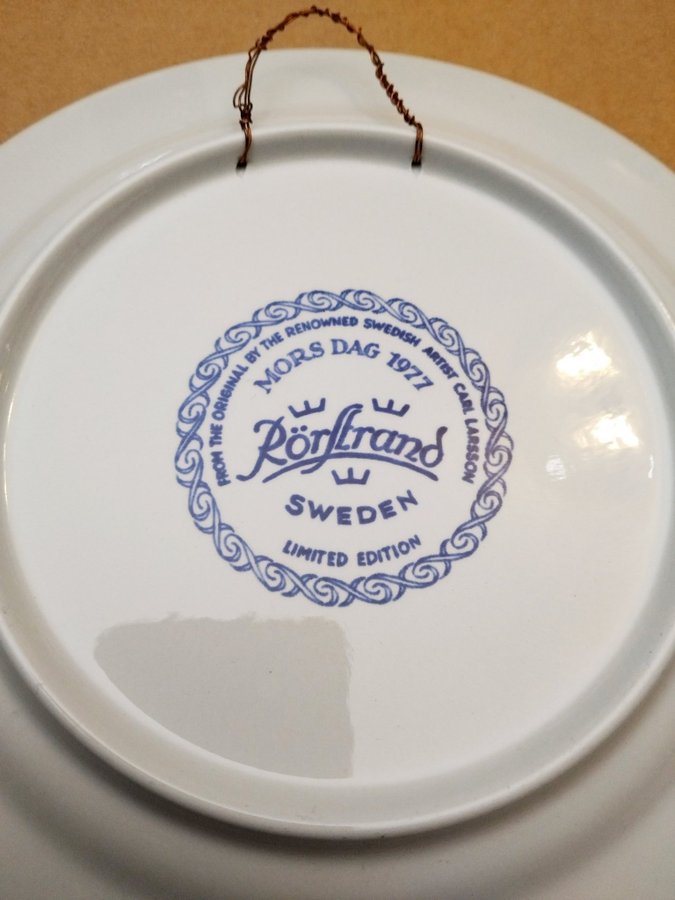 FROM THE ORIGINAL BY THE RENOWNED SWEDISH ARTIST CARL LARSSON
MORS DAG 1977
Rörstrand
SWEDEN
LIMITED EDITION